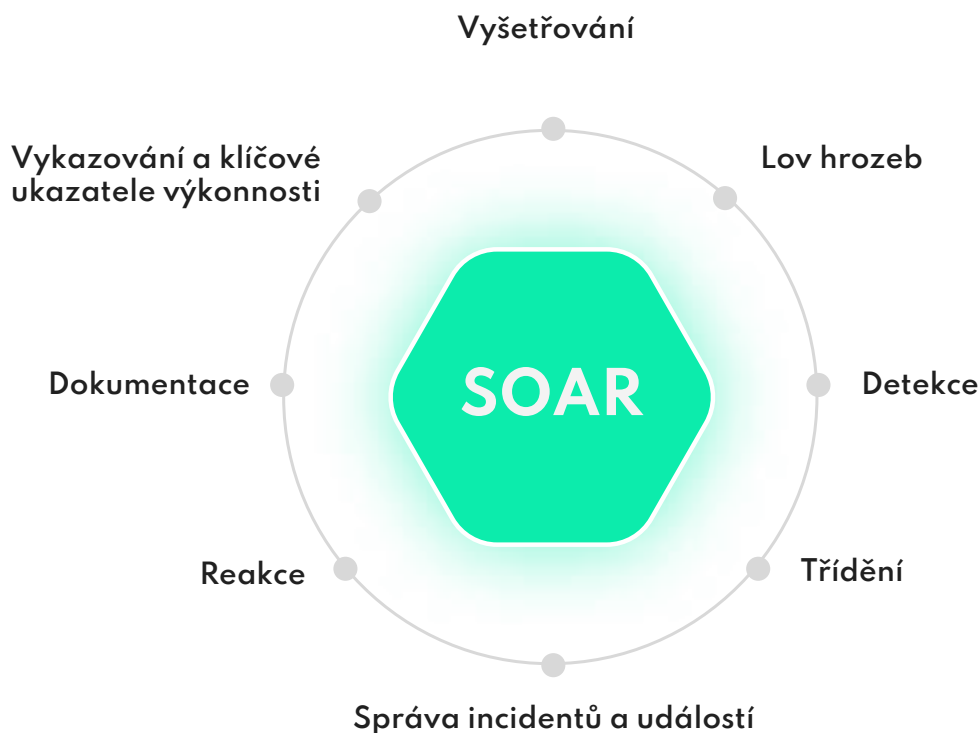 Vyšetřování
Vykazování a klíčové
ukazatele výkonnosti
Lov hrozeb
Dokumentace
SOAR
Detekce
Reakce
Třídění
Správa incidentů a událostí